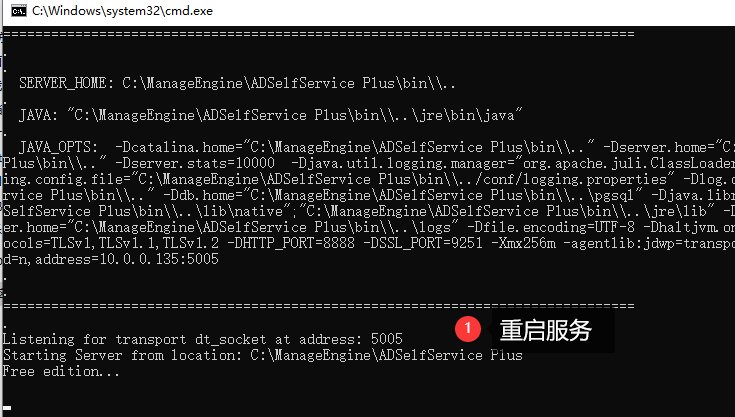 C:\Windows\system32\cmd.exe
===============================================================================
.
.
SERVER_HOME: C:\ManageEngine\ADSelfService Plus\bin\\..
.
JAVA: "C:\ManageEngine\ADSelfService Plus\bin\\..\jre\bin\java"
.
JAVA_OPTS: -Dcatalina.home="C:\ManageEngine\ADSelfService Plus\bin\\.." -Dserver.home="C:
Plus\bin\\.." -Dserver.stats=10000 -Djava.util.logging.manager="org.apache.juli.ClassLoader
ing.config.file="C:\ManageEngine\ADSelfService Plus\bin\\../conf/logging.properties" -Dlog.d
rvice Plus\bin\\.." -Ddb.home="C:\ManageEngine\ADSelfService Plus\bin\\..\pgsql" -Djava.libr
SelfService Plus\bin\\..\lib\native";"C:\ManageEngine\ADSelfService Plus\bin\\..\jre\lib" -D
er.home="C:\ManageEngine\ADSelfService Plus\bin\\..\logs" -Dfile.encoding=UTF-8 -Dhaltjvm.on
ocols=TLSv1,TLSv1.1,TLSv1.2 -DHTTP_PORT=8888 -DSSL_PORT=9251 -Xmx256m -agentlib:jdwp=transpo
d=n,address=10.0.0.135:5005
.
.
===============================================================================
.
Listening for transport dt_socket at address: 5005
1 重启服务
Starting Server from location: C:\ManageEngine\ADSelfService Plus
Free edition...